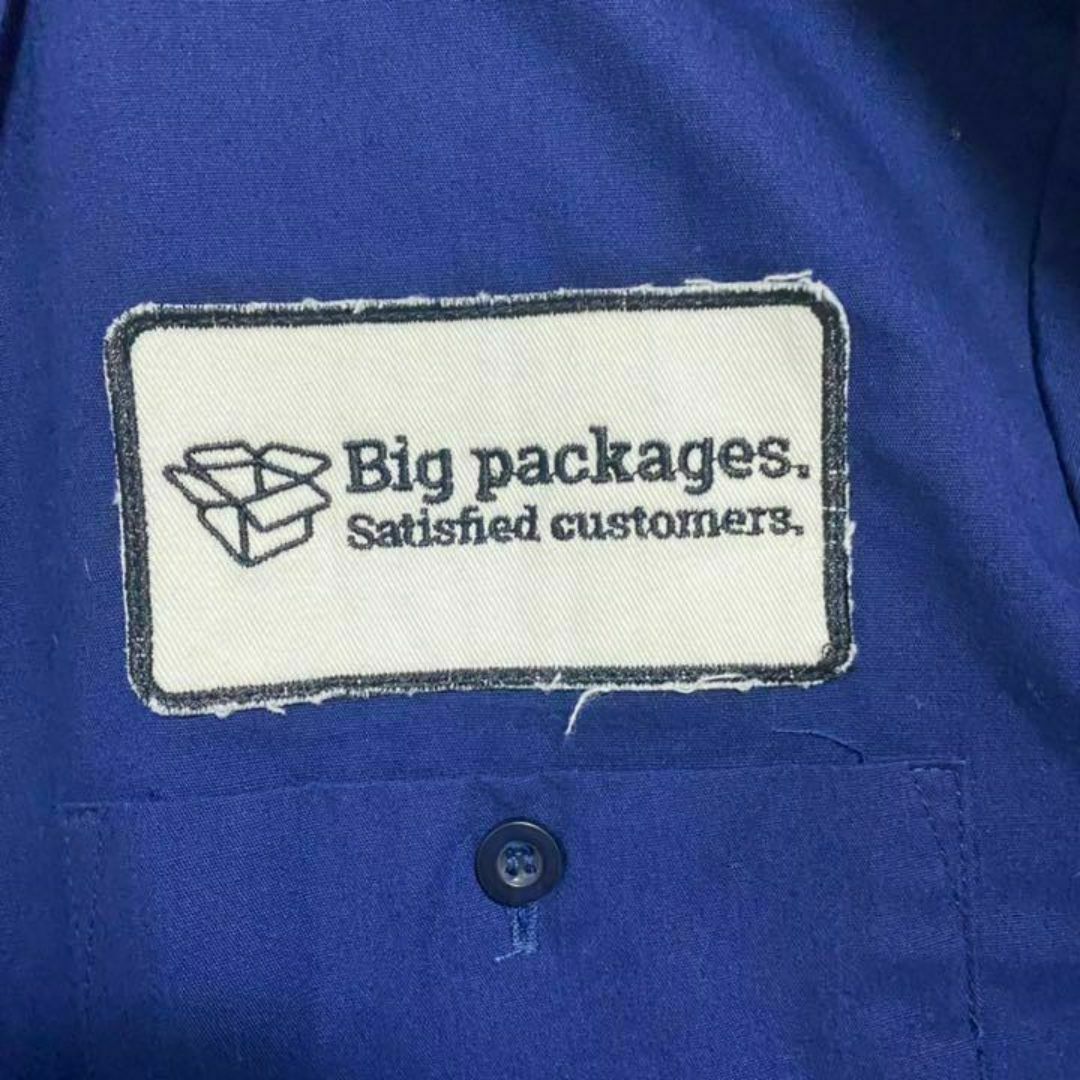 Big packages.
Satisfied customers.